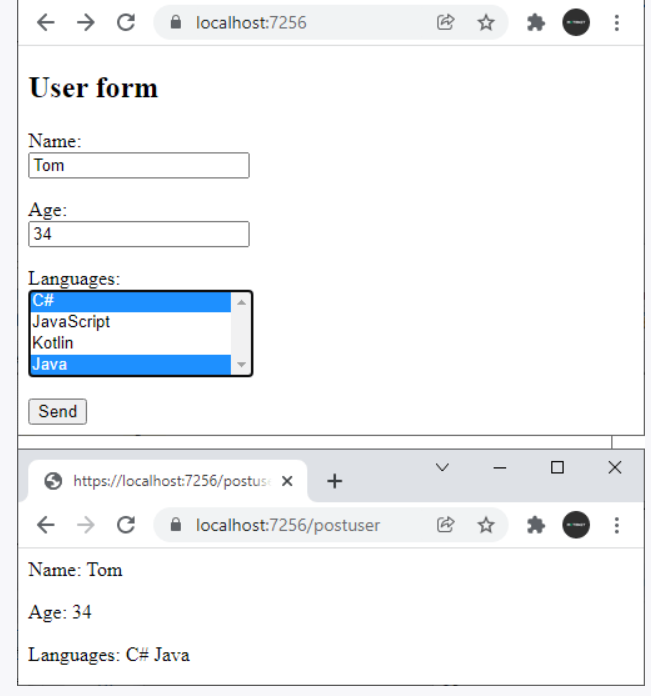 localhost:7256
User form
Name:
Tom
Age:
34
Languages:
C#
JavaScript
Kotlin
Java
Send
https://localhost:7256/postus
localhost:7256/postuser
Name: Tom
Age: 34
Languages: C# Java